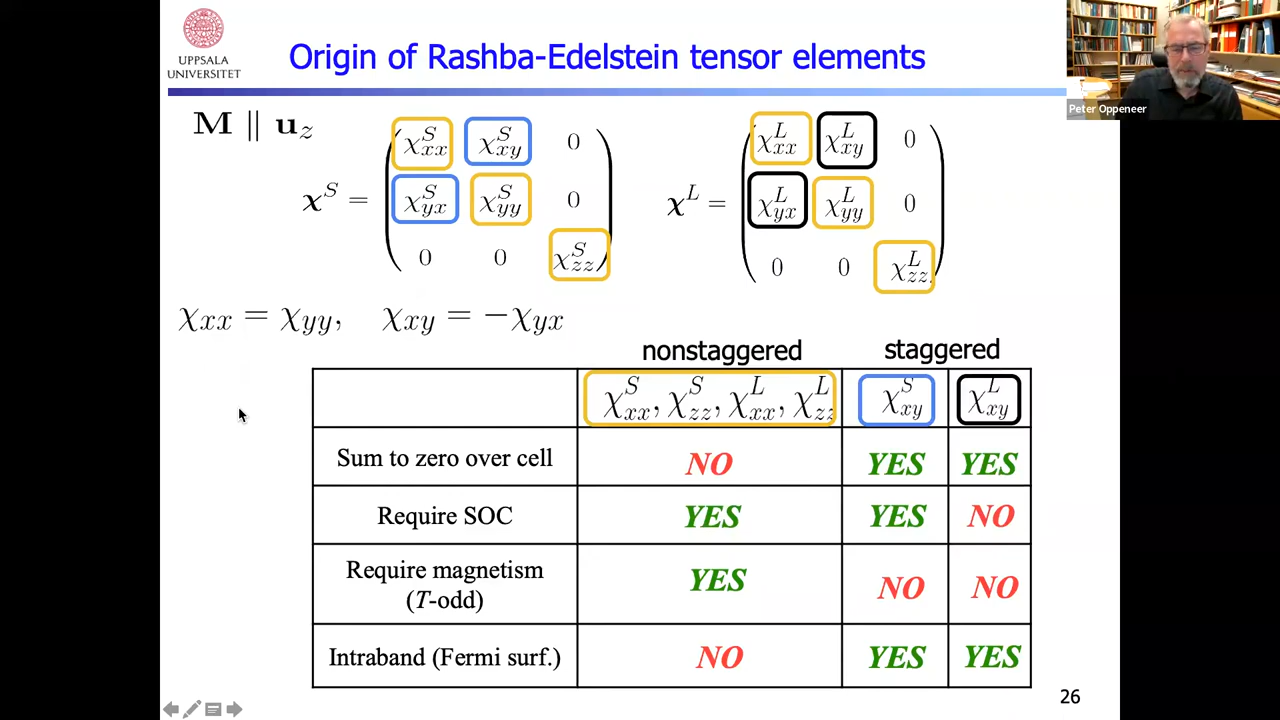 UPPSALA
UNIVERSITET
Origin of Rashba-Edelstein tensor elements
Peter Oppeneer
M ∥ u_z
χ^S = ( χ^S_xx χ^S_xy 0
χ^S_yx χ^S_yy 0
0 0 χ^S_zz )
χ^L = ( χ^L_xx χ^L_xy 0
χ^L_yx χ^L_yy 0
0 0 χ^L_zz )
χ_xx = χ_yy, χ_xy = −χ_yx
nonstaggered staggered
χ^S_xx, χ^S_zz, χ^L_xx, χ^L_zz χ^S_xy χ^L_xy
Sum to zero over cell NO YES YES
Require SOC YES YES NO
Require magnetism
(T-odd) YES NO NO
Intraband (Fermi surf.) NO YES YES
26